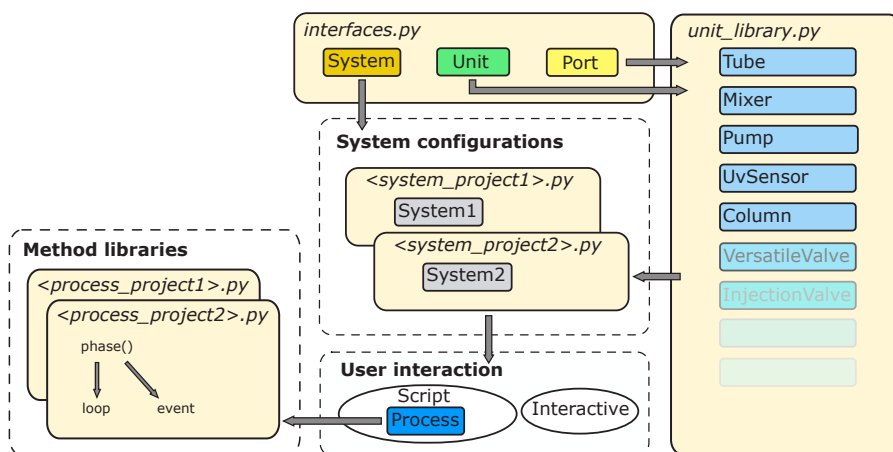 interfaces.py
System
Unit
Port
unit_library.py
Tube
Mixer
Pump
UvSensor
Column
VersatileValve
InjectionValve
System configurations
<system_project1>.py
System1
<system_project2>.py
System2
Method libraries
<process_project1>.py
<process_project2>.py
phase()
loop
event
User interaction
Script
Process
Interactive